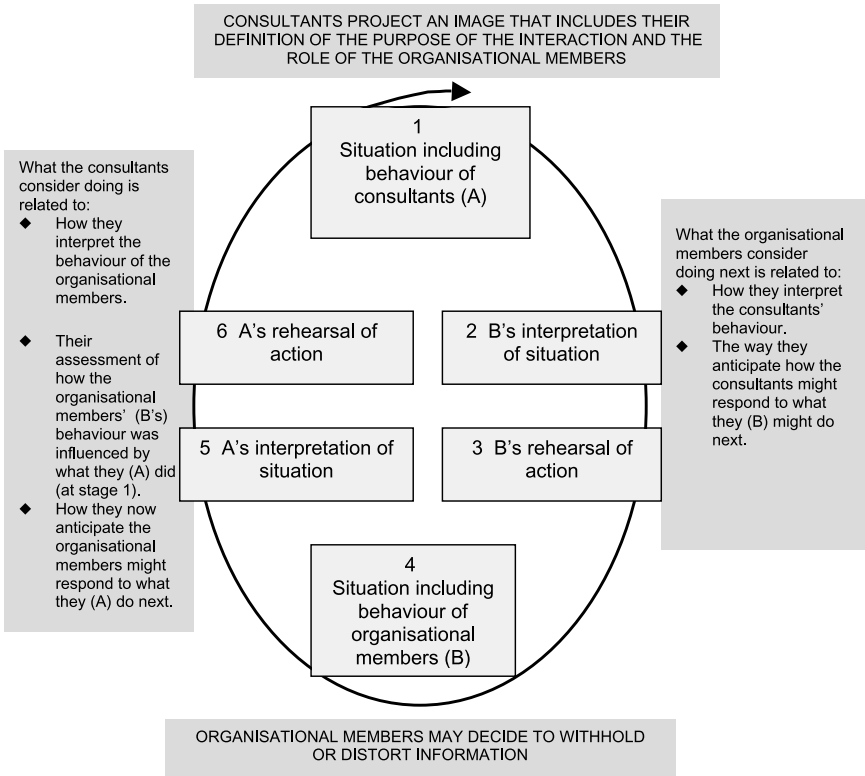 CONSULTANTS PROJECT AN IMAGE THAT INCLUDES THEIR
DEFINITION OF THE PURPOSE OF THE INTERACTION AND THE
ROLE OF THE ORGANISATIONAL MEMBERS
1
Situation including
behaviour of
consultants (A)
What the consultants
consider doing is
related to:
◆ How they
interpret the
behaviour of the
organisational
members.
◆ Their
assessment of
how the
organisational
members' (B's)
behaviour was
influenced by
what they (A) did
(at stage 1).
◆ How they now
anticipate the
organisational
members might
respond to what
they (A) do next.
What the organisational
members consider
doing next is related to:
◆ How they interpret
the consultants'
behaviour.
◆ The way they
anticipate how the
consultants might
respond to what
they (B) might do
next.
6 A's rehearsal of
action
2 B's interpretation
of situation
5 A's interpretation of
situation
3 B's rehearsal of
action
4
Situation including
behaviour of
organisational
members (B)
ORGANISATIONAL MEMBERS MAY DECIDE TO WITHHOLD
OR DISTORT INFORMATION